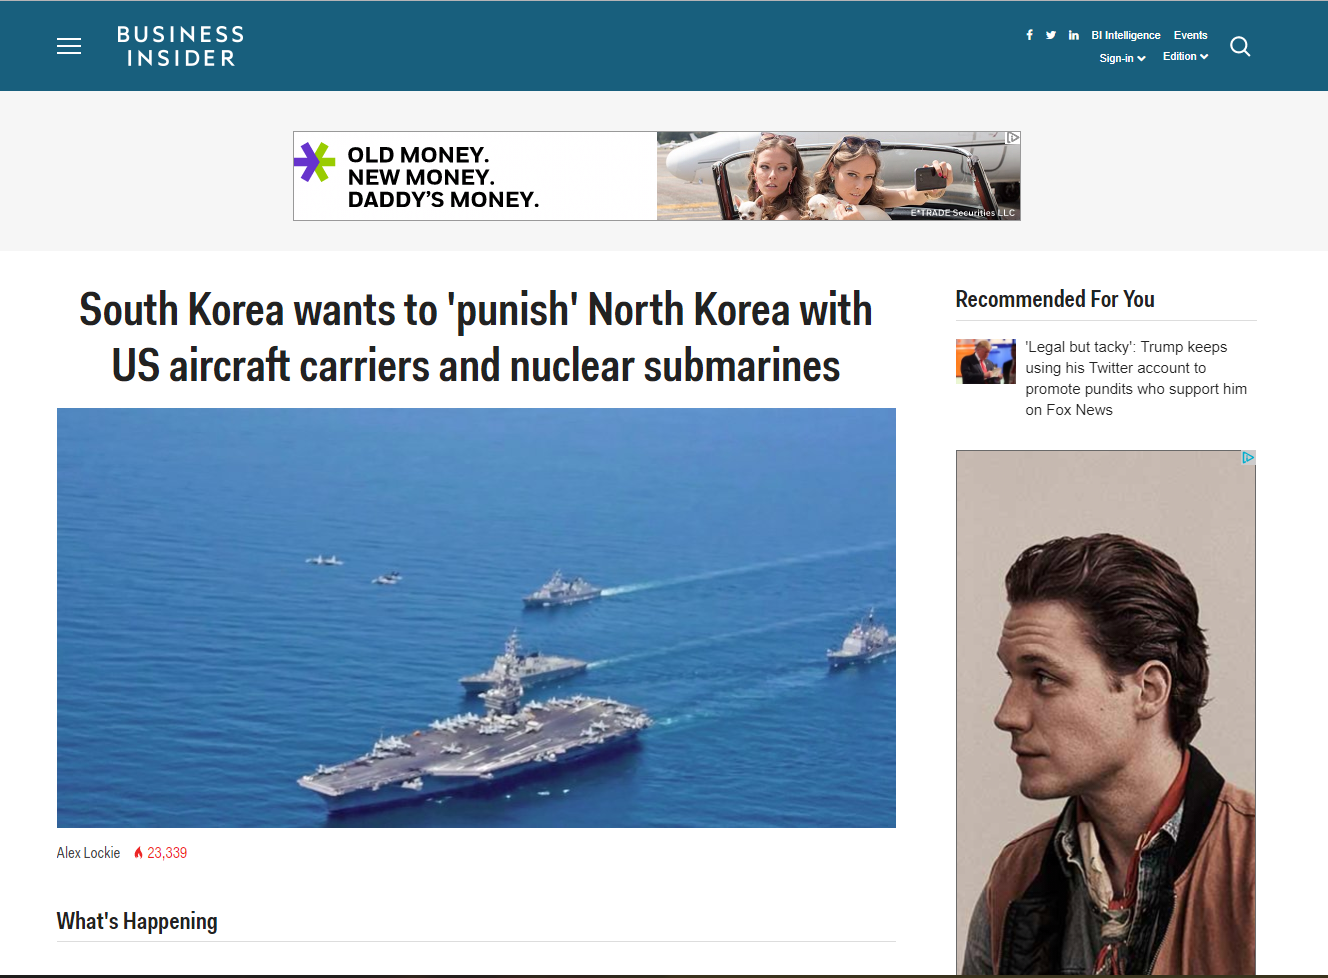 BUSINESS
INSIDER
BI Intelligence Events
Sign-in Edition
OLD MONEY.
NEW MONEY.
DADDY'S MONEY.
E*TRADE Securities LLC
South Korea wants to 'punish' North Korea with
US aircraft carriers and nuclear submarines
Alex Lockie 23,339
What's Happening
Recommended For You
'Legal but tacky': Trump keeps
using his Twitter account to
promote pundits who support him
on Fox News